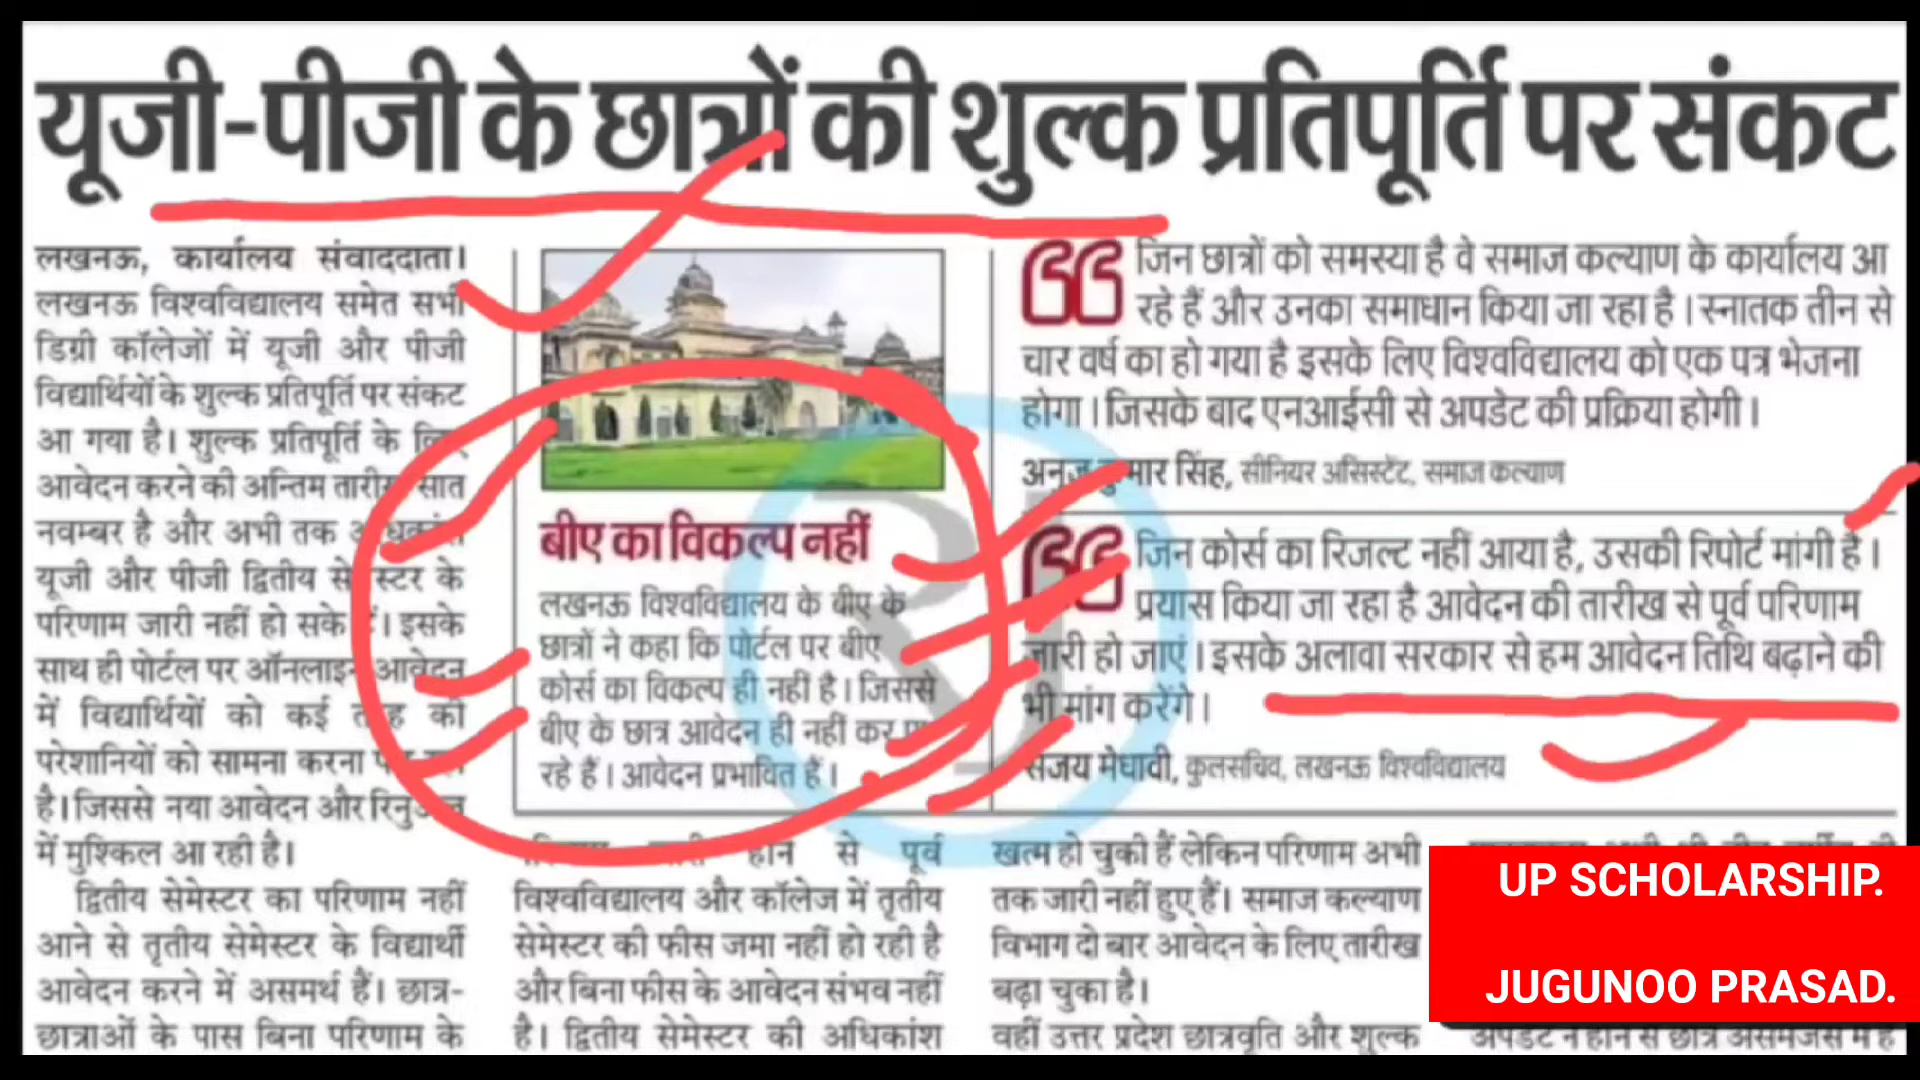 यूजी-पीजी के छात्रों की शुल्क प्रतिपूर्ति पर संकट
लखनऊ, कार्यालय संवाददाता।
लखनऊ विश्वविद्यालय समेत सभी
डिग्री कॉलेजों में यूजी और पीजी
विद्यार्थियों के शुल्क प्रतिपूर्ति पर संकट
आ गया है। शुल्क प्रतिपूर्ति के
आवेदन करने की अन्तिम तारीख सात
नवम्बर है और अभी तक
यूजी और पीजी द्वितीय सेमेस्टर के
परिणाम जारी नहीं हो सके हैं। इसके
साथ ही पोर्टल पर ऑनलाइन आवेदन
में विद्यार्थियों को कई तरह की
परेशानियों को सामना करना
है। जिससे नया आवेदन और
में मुश्किल आ रही है।
द्वितीय सेमेस्टर का परिणाम नहीं
आने से तृतीय सेमेस्टर के विद्यार्थी
आवेदन करने में असमर्थ हैं। छात्र-
छात्राओं के पास बिना परिणाम के
बीए का विकल्प नहीं
लखनऊ विश्वविद्यालय के बीए के
छात्रों ने कहा कि पोर्टल पर बीए
कोर्स का विकल्प ही नहीं है। जिससे
बीए के छात्र आवेदन ही नहीं कर पा
रहे हैं। आवेदन प्रभावित हैं।
होने से पूर्व
विश्वविद्यालय और कॉलेज में तृतीय
सेमेस्टर की फीस जमा नहीं हो रही है
और बिना फीस के आवेदन संभव नहीं
है। द्वितीय सेमेस्टर की अधिकांश
जिन छात्रों को समस्या है वे समाज कल्याण के कार्यालय आ
रहे हैं और उनका समाधान किया जा रहा है। स्नातक तीन से
चार वर्ष का हो गया है इसके लिए विश्वविद्यालय को एक पत्र भेजना
होगा। जिसके बाद एनआईसी से अपडेट की प्रक्रिया होगी।
अनुज कुमार सिंह, सीनियर असिस्टेंट, समाज कल्याण
जिन कोर्स का रिजल्ट नहीं आया है, उसकी रिपोर्ट मांगी है।
प्रयास किया जा रहा है आवेदन की तारीख से पूर्व परिणाम
जारी हो जाएं। इसके अलावा सरकार से हम आवेदन तिथि बढ़ाने की
भी मांग करेंगे।
संजय मेधावी, कुलसचिव, लखनऊ विश्वविद्यालय
खत्म हो चुकी हैं लेकिन परिणाम अभी
तक जारी नहीं हुए हैं। समाज कल्याण
विभाग दो बार आवेदन के लिए तारीख
बढ़ा चुका है।
वहीं उत्तर प्रदेश छात्रवृति और शुल्क
अपडेट न होने से छात्र असमंजस में हैं
UP SCHOLARSHIP.
JUGUNOO PRASAD.